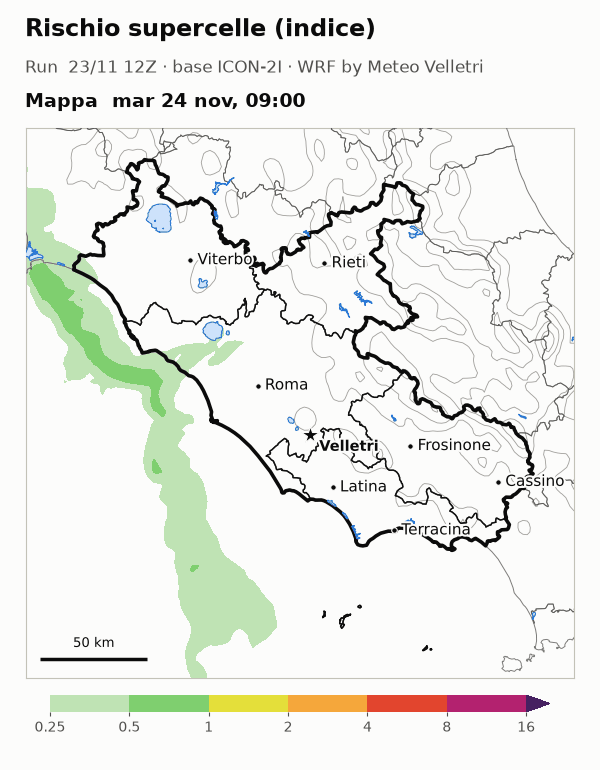 Rischio supercelle (indice)
Run  23/11 12Z · base ICON-2I · WRF by Meteo Velletri
Mappa  mar 24 nov, 09:00
Viterbo
Rieti
Roma
Velletri
Frosinone
Cassino
Latina
Terracina
50 km
0.25 0.5 1 2 4 8 16